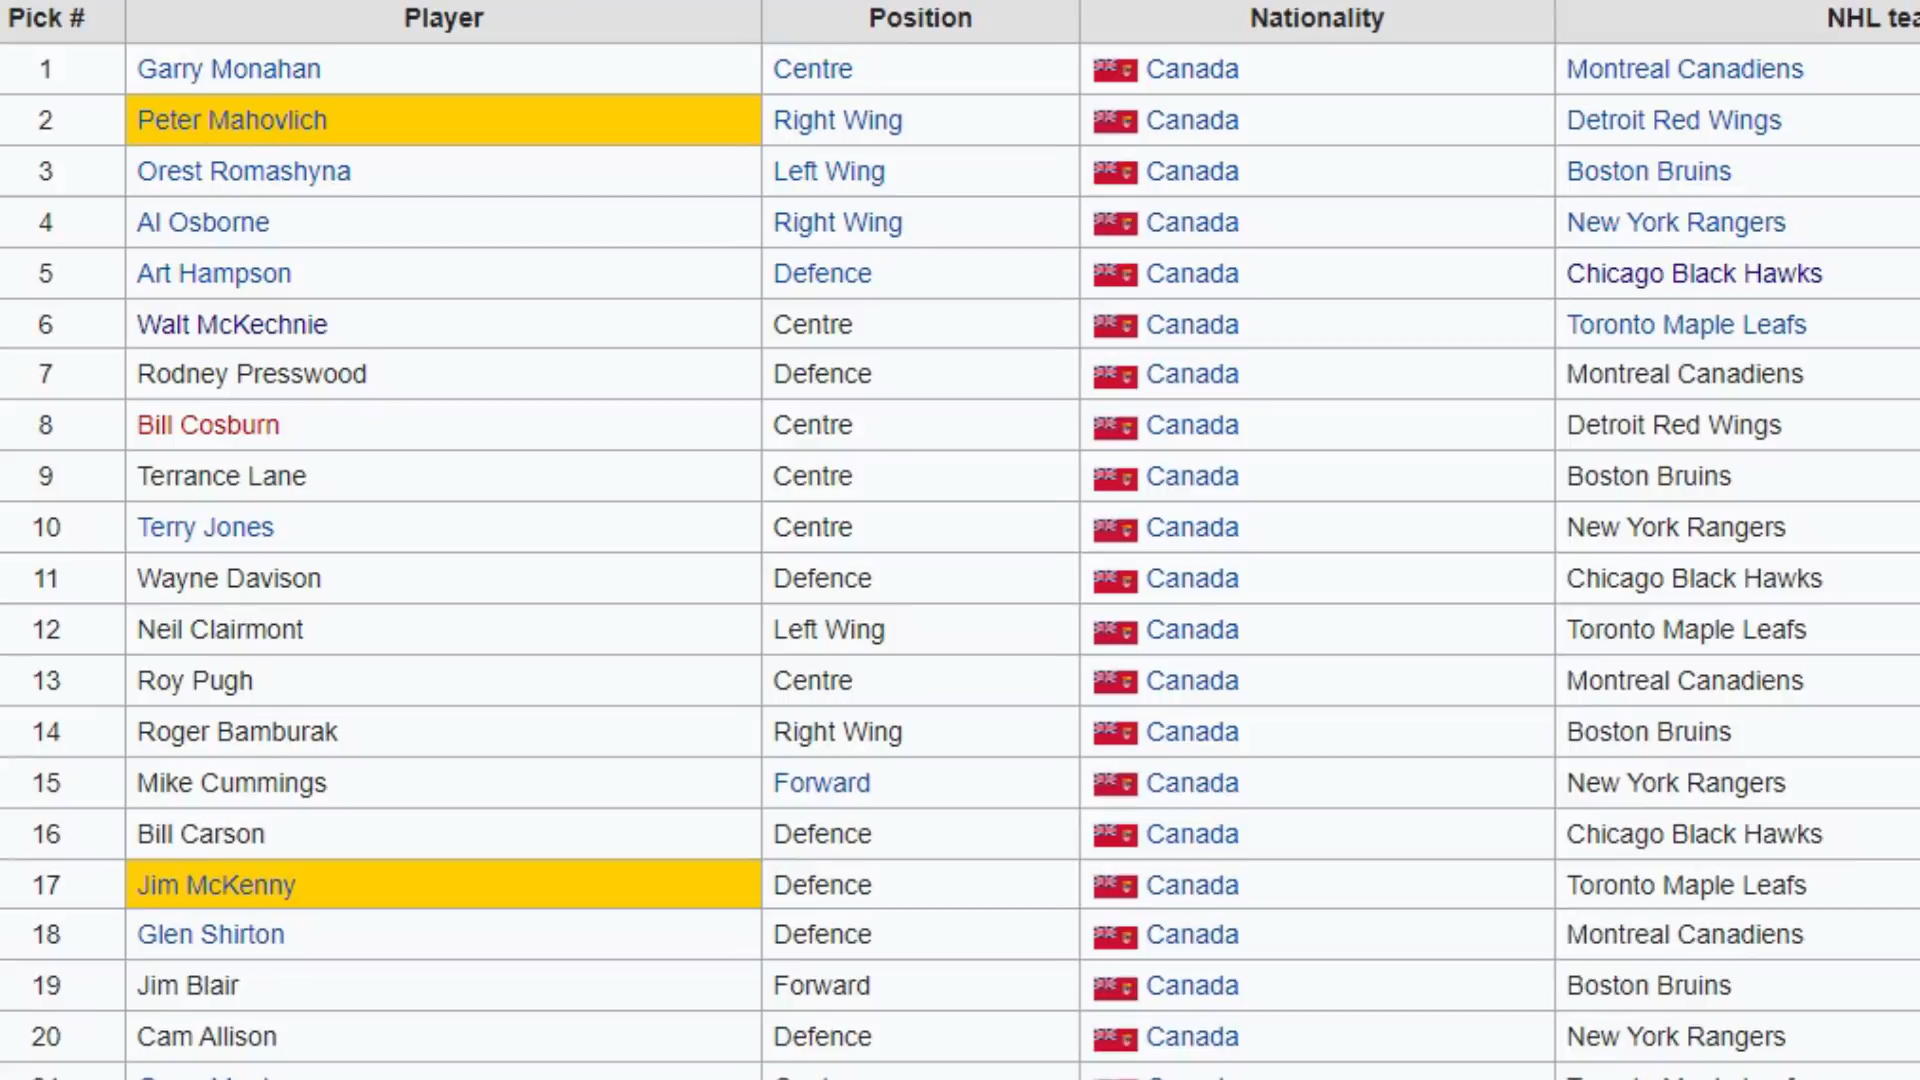 Pick # Player Position Nationality NHL tea
1 Garry Monahan Centre Canada Montreal Canadiens
2 Peter Mahovlich Right Wing Canada Detroit Red Wings
3 Orest Romashyna Left Wing Canada Boston Bruins
4 Al Osborne Right Wing Canada New York Rangers
5 Art Hampson Defence Canada Chicago Black Hawks
6 Walt McKechnie Centre Canada Toronto Maple Leafs
7 Rodney Presswood Defence Canada Montreal Canadiens
8 Bill Cosburn Centre Canada Detroit Red Wings
9 Terrance Lane Centre Canada Boston Bruins
10 Terry Jones Centre Canada New York Rangers
11 Wayne Davison Defence Canada Chicago Black Hawks
12 Neil Clairmont Left Wing Canada Toronto Maple Leafs
13 Roy Pugh Centre Canada Montreal Canadiens
14 Roger Bamburak Right Wing Canada Boston Bruins
15 Mike Cummings Forward Canada New York Rangers
16 Bill Carson Defence Canada Chicago Black Hawks
17 Jim McKenny Defence Canada Toronto Maple Leafs
18 Glen Shirton Defence Canada Montreal Canadiens
19 Jim Blair Forward Canada Boston Bruins
20 Cam Allison Defence Canada New York Rangers